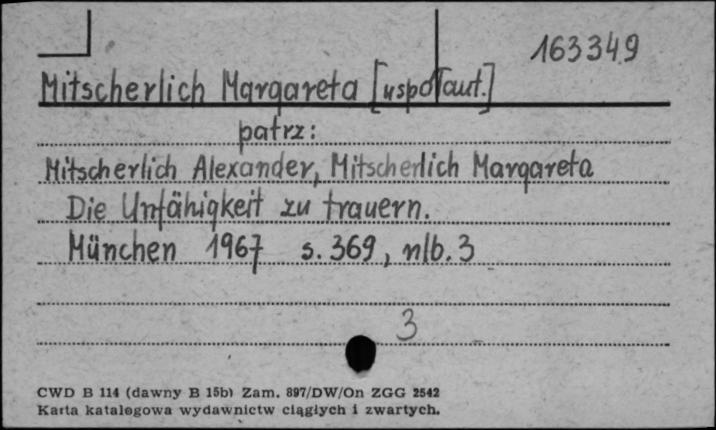 163349
Mitscherlich Margareta [uspółaut.]
patrz:
Mitscherlich Alexander, Mitscherlich Margareta
Die Unfähigkeit zu trauern.
München 1967 s. 369, nlb. 3
3
CWD B 114 (dawny B 15b) Zam. 897/DW/On ZGG 2542
Karta katalogowa wydawnictw ciągłych i zwartych.